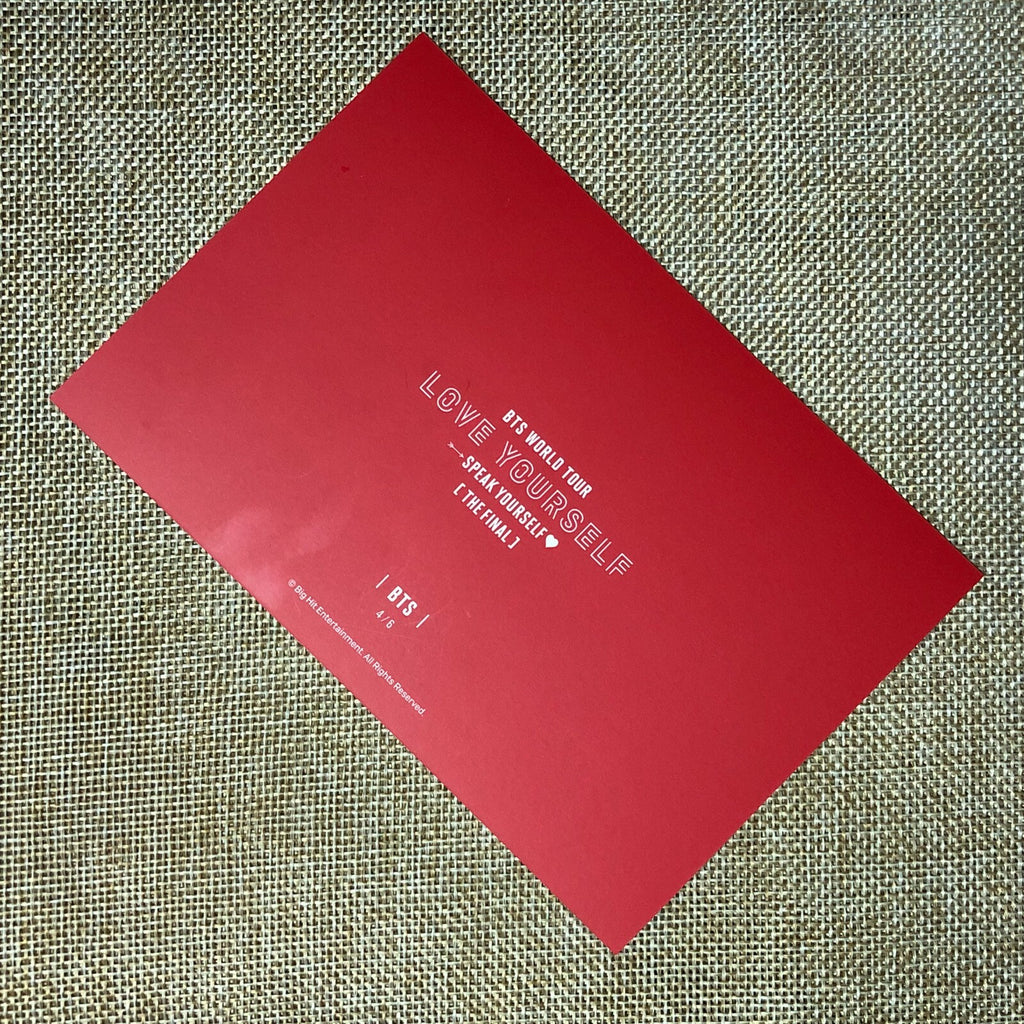 BTS WORLD TOUR
LOVE YOURSELF
SPEAK YOURSELF♥
[THE FINAL]
| BTS |
4/6
© Big Hit Entertainment. All Rights Reserved.